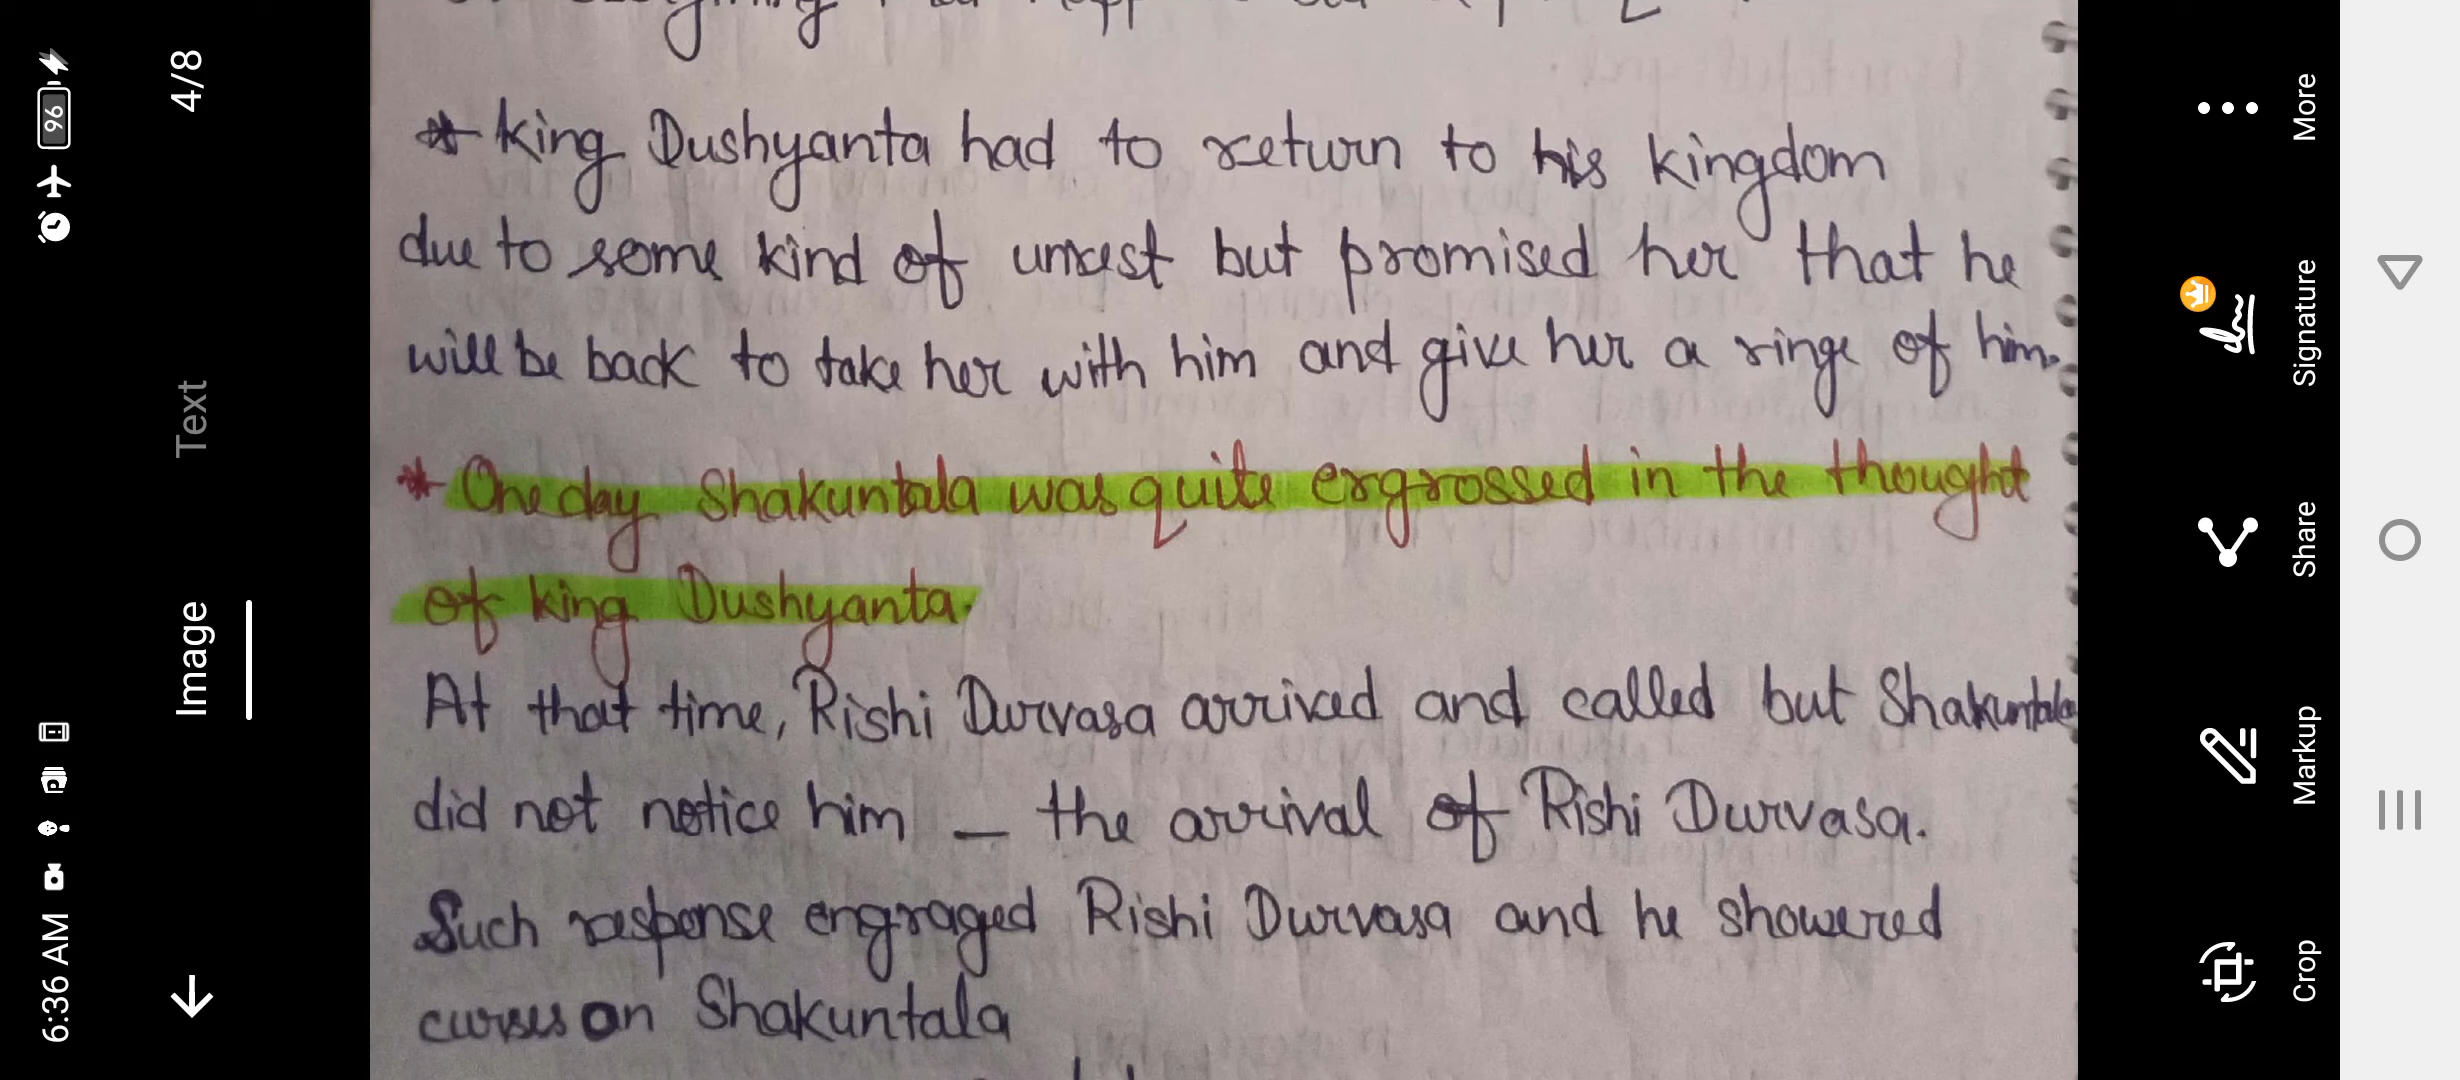 * King Dushyanta had to return to his kingdom
due to some kind of unrest but promised her that he
will be back to take her with him and give her a ringe of him.
* One day Shakuntala was quite ergrossed in the thought
of king Dushyanta.
At that time, Rishi Durvasa arrived and called but Shakuntala
did not notice him — the arrival of Rishi Durvasa.
Such response engraged Rishi Durvasa and he showered
curses on Shakuntala
6:36 AM
96
Image
Text
4/8
Crop
Markup
Share
Signature
More